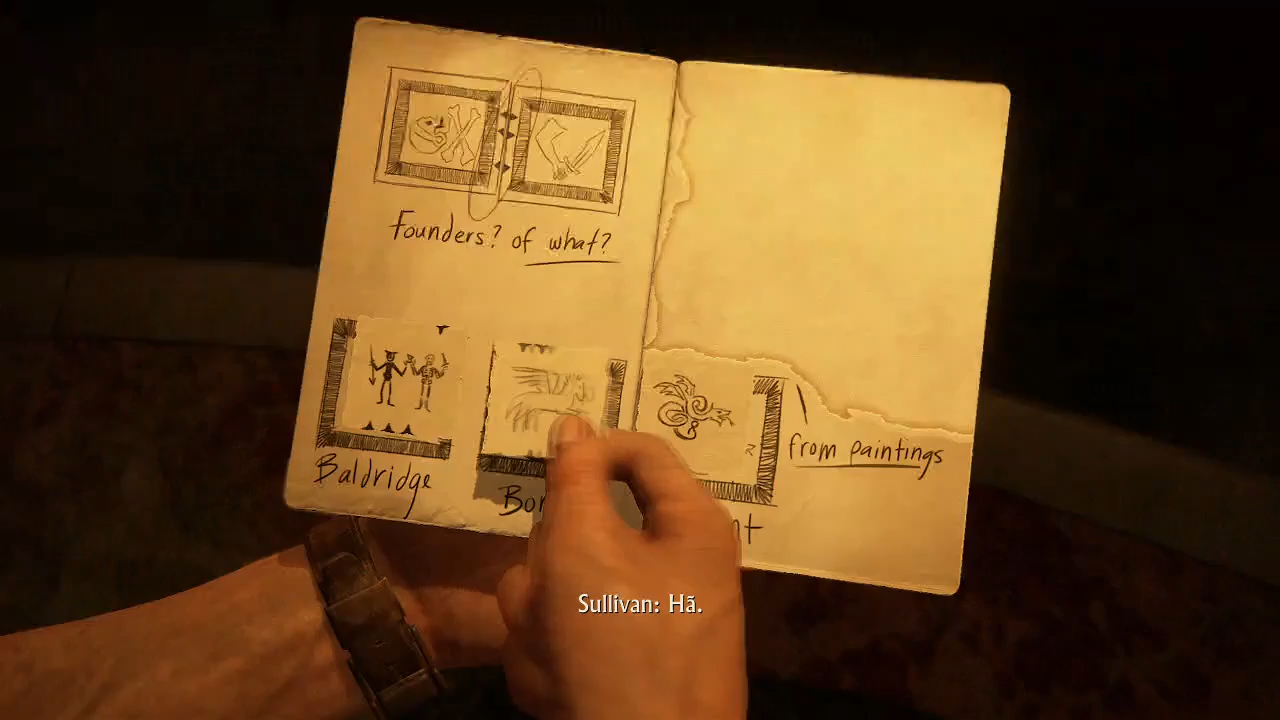 Founders? of what?
from paintings
Baldridge
Sullivan: Hã.